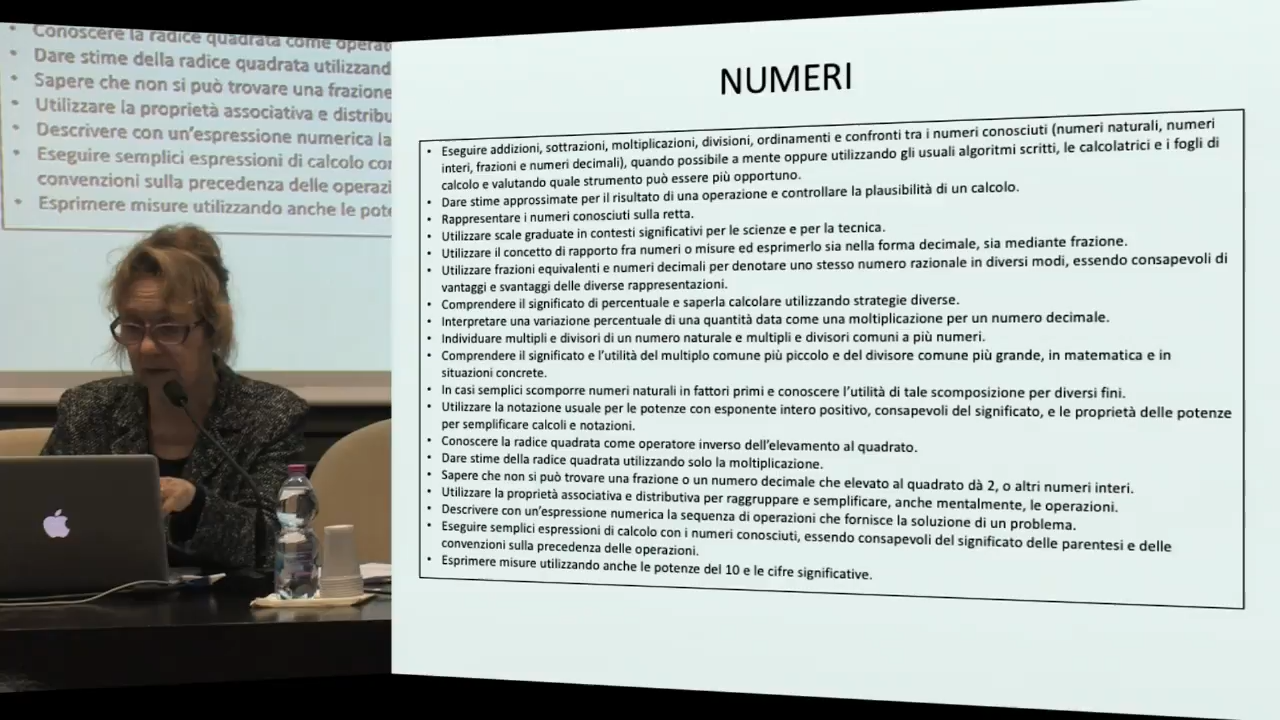 Conoscere la radice quadrata come operat
• Dare stime della radice quadrata utilizzand
• Sapere che non si può trovare una frazione
• Utilizzare la proprietà associativa e distribu
• Descrivere con un'espressione numerica la
• Eseguire semplici espressioni di calcolo co
convenzioni sulla precedenza delle operazi
• Esprimere misure utilizzando anche le pote
NUMERI
• Eseguire addizioni, sottrazioni, moltiplicazioni, divisioni, ordinamenti e confronti tra i numeri conosciuti (numeri naturali, numeri
interi, frazioni e numeri decimali), quando possibile a mente oppure utilizzando gli usuali algoritmi scritti, le calcolatrici e i fogli di
calcolo e valutando quale strumento può essere più opportuno.
• Dare stime approssimate per il risultato di una operazione e controllare la plausibilità di un calcolo.
• Rappresentare i numeri conosciuti sulla retta.
• Utilizzare scale graduate in contesti significativi per le scienze e per la tecnica.
• Utilizzare il concetto di rapporto fra numeri o misure ed esprimerlo sia nella forma decimale, sia mediante frazione.
• Utilizzare frazioni equivalenti e numeri decimali per denotare uno stesso numero razionale in diversi modi, essendo consapevoli di
vantaggi e svantaggi delle diverse rappresentazioni.
• Comprendere il significato di percentuale e saperla calcolare utilizzando strategie diverse.
• Interpretare una variazione percentuale di una quantità data come una moltiplicazione per un numero decimale.
• Individuare multipli e divisori di un numero naturale e multipli e divisori comuni a più numeri.
• Comprendere il significato e l'utilità del multiplo comune più piccolo e del divisore comune più grande, in matematica e in
situazioni concrete.
• In casi semplici scomporre numeri naturali in fattori primi e conoscere l'utilità di tale scomposizione per diversi fini.
• Utilizzare la notazione usuale per le potenze con esponente intero positivo, consapevoli del significato, e le proprietà delle potenze
per semplificare calcoli e notazioni.
• Conoscere la radice quadrata come operatore inverso dell'elevamento al quadrato.
• Dare stime della radice quadrata utilizzando solo la moltiplicazione.
• Sapere che non si può trovare una frazione o un numero decimale che elevato al quadrato dà 2, o altri numeri interi.
• Utilizzare la proprietà associativa e distributiva per raggruppare e semplificare, anche mentalmente, le operazioni.
• Descrivere con un'espressione numerica la sequenza di operazioni che fornisce la soluzione di un problema.
• Eseguire semplici espressioni di calcolo con i numeri conosciuti, essendo consapevoli del significato delle parentesi e delle
convenzioni sulla precedenza delle operazioni.
• Esprimere misure utilizzando anche le potenze del 10 e le cifre significative.